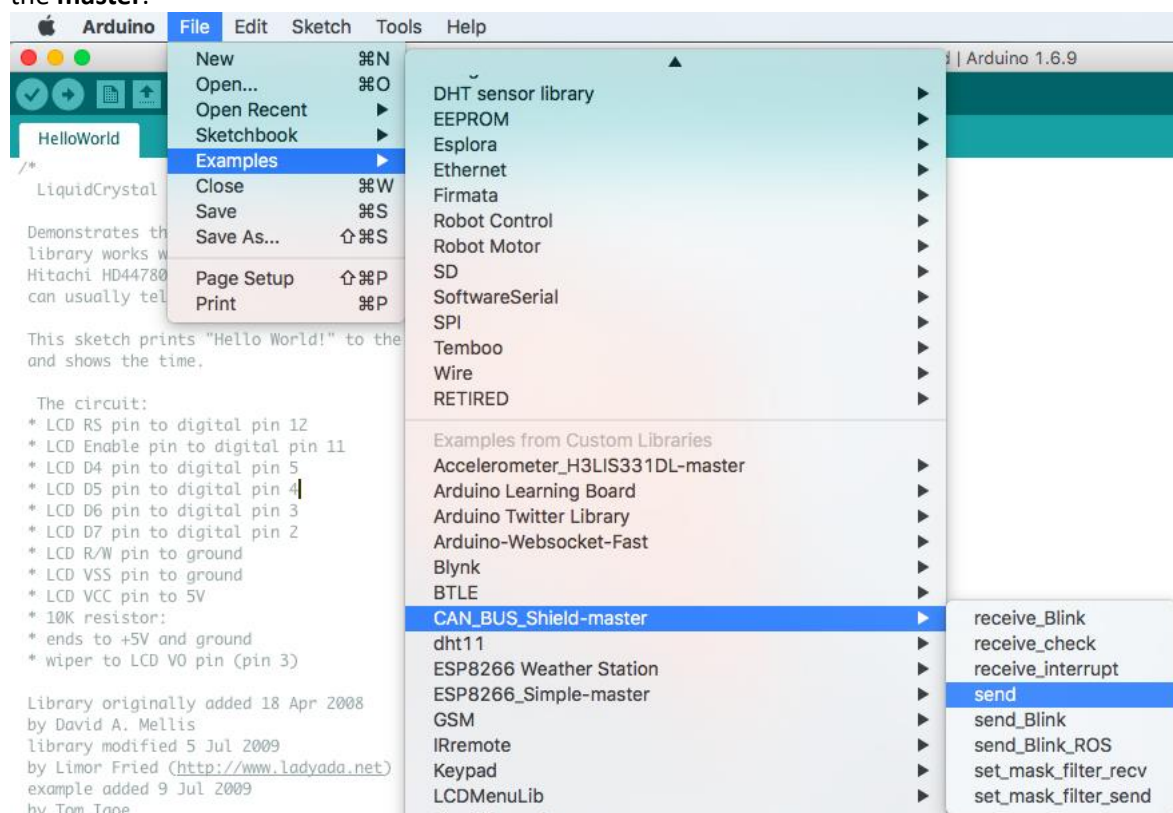 the master.
Arduino File Edit Sketch Tools Help
d | Arduino 1.6.9
New ⌘N
Open... ⌘O
Open Recent ▶
Sketchbook ▶
Examples ▶
Close ⌘W
Save ⌘S
Save As... ⇧⌘S
Page Setup ⇧⌘P
Print ⌘P
HelloWorld
/*
LiquidCrystal
Demonstrates th
library works w
Hitachi HD44780
can usually tel
This sketch prints "Hello World!" to the
and shows the time.
The circuit:
* LCD RS pin to digital pin 12
* LCD Enable pin to digital pin 11
* LCD D4 pin to digital pin 5
* LCD D5 pin to digital pin 4
* LCD D6 pin to digital pin 3
* LCD D7 pin to digital pin 2
* LCD R/W pin to ground
* LCD VSS pin to ground
* LCD VCC pin to 5V
* 10K resistor:
* ends to +5V and ground
* wiper to LCD VO pin (pin 3)
Library originally added 18 Apr 2008
by David A. Mellis
library modified 5 Jul 2009
by Limor Fried (http://www.ladyada.net)
example added 9 Jul 2009
by Tom Igoe
DHT sensor library
EEPROM
Esplora
Ethernet
Firmata
Robot Control
Robot Motor
SD
SoftwareSerial
SPI
Temboo
Wire
RETIRED
Examples from Custom Libraries
Accelerometer_H3LIS331DL-master
Arduino Learning Board
Arduino Twitter Library
Arduino-Websocket-Fast
Blynk
BTLE
CAN_BUS_Shield-master
dht11
ESP8266 Weather Station
ESP8266_Simple-master
GSM
IRremote
Keypad
LCDMenuLib
receive_Blink
receive_check
receive_interrupt
send
send_Blink
send_Blink_ROS
set_mask_filter_recv
set_mask_filter_send